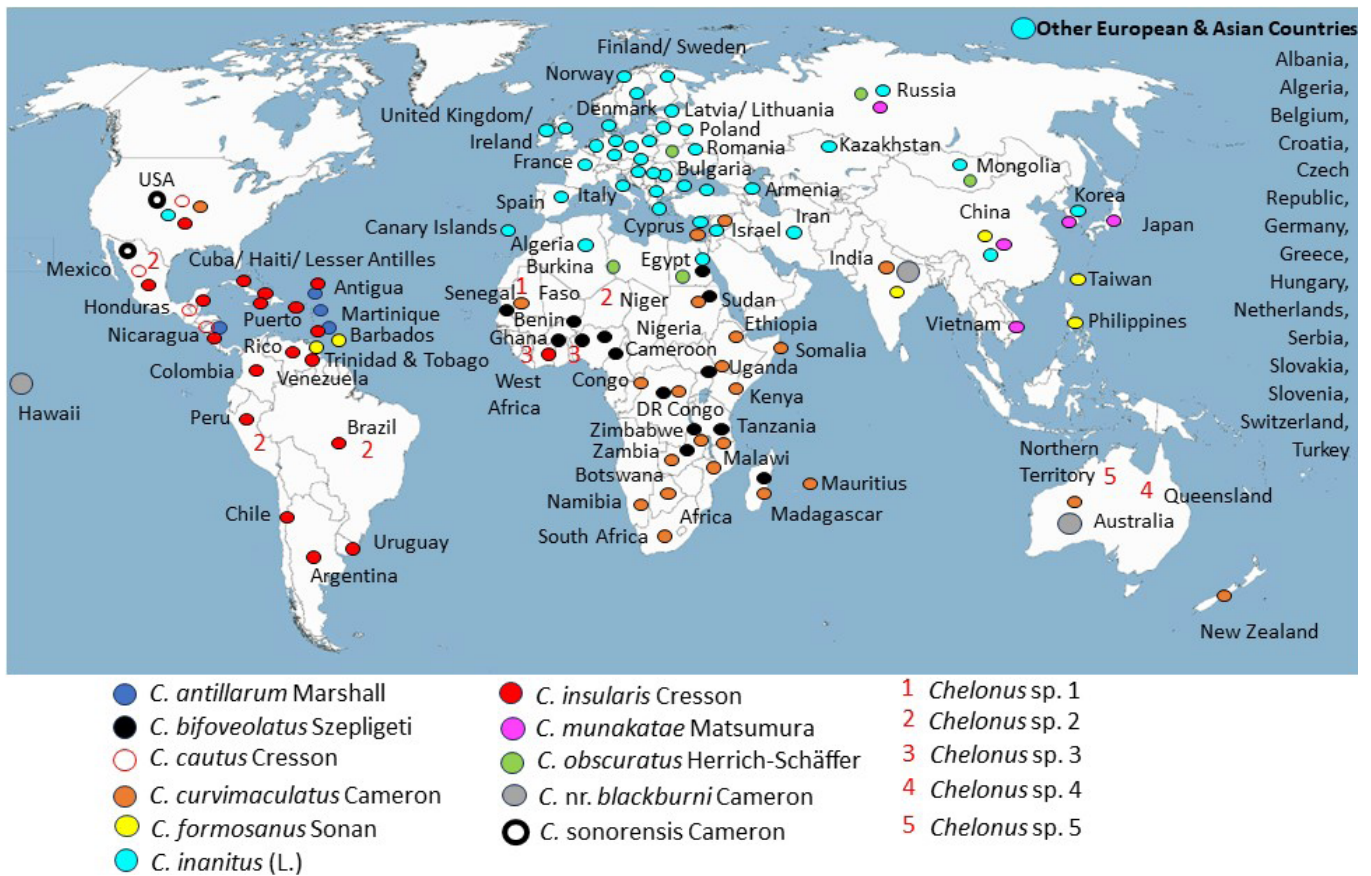 Other European & Asian Countries
Albania,
Algeria,
Belgium,
Croatia,
Czech
Republic,
Germany,
Greece,
Hungary,
Netherlands,
Serbia,
Slovakia,
Slovenia,
Switzerland,
Turkey
Finland/ Sweden
Norway
Denmark
Latvia/ Lithuania
United Kingdom/
Ireland
Poland
Romania
France
Bulgaria
Italy
Spain
Armenia
Russia
Kazakhstan
Mongolia
Korea
China
Japan
Iran
Israel
Cyprus
Canary Islands
Algeria
USA
Mexico
2
Cuba/ Haiti/ Lesser Antilles
Antigua
Honduras
Puerto
Martinique
Nicaragua
Barbados
Rico
Trinidad & Tobago
Colombia
Venezuela
Hawaii
Peru
2
Brazil
2
Chile
Uruguay
Argentina
Burkina
Egypt
1
Senegal
Faso
2
Niger
Sudan
Benin
Nigeria
Ethiopia
Ghana
3
3
Cameroon
Somalia
Uganda
West
Africa
Congo
Kenya
DR Congo
Zimbabwe
Tanzania
Zambia
Malawi
Botswana
Mauritius
Namibia
Africa
Madagascar
South Africa
India
Taiwan
Vietnam
Philippines
Northern
Territory
5
4
Queensland
Australia
New Zealand
C. antillarum Marshall
C. bifoveolatus Szepligeti
C. cautus Cresson
C. curvimaculatus Cameron
C. formosanus Sonan
C. inanitus (L.)
C. insularis Cresson
C. munakatae Matsumura
C. obscuratus Herrich-Schäffer
C. nr. blackburni Cameron
C. sonorensis Cameron
1 Chelonus sp. 1
2 Chelonus sp. 2
3 Chelonus sp. 3
4 Chelonus sp. 4
5 Chelonus sp. 5